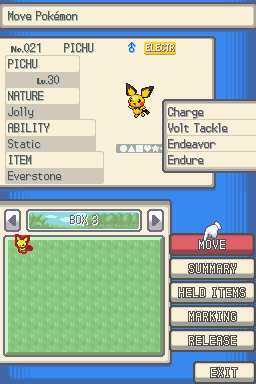 Move Pokémon
No.021 PICHU ♂ ELECTR
PICHU
Lv.30
NATURE
Jolly
ABILITY
Static
ITEM
Everstone
Charge
Volt Tackle
Endeavor
Endure
BOX 3
MOVE
SUMMARY
HELD ITEMS
MARKING
RELEASE
EXIT